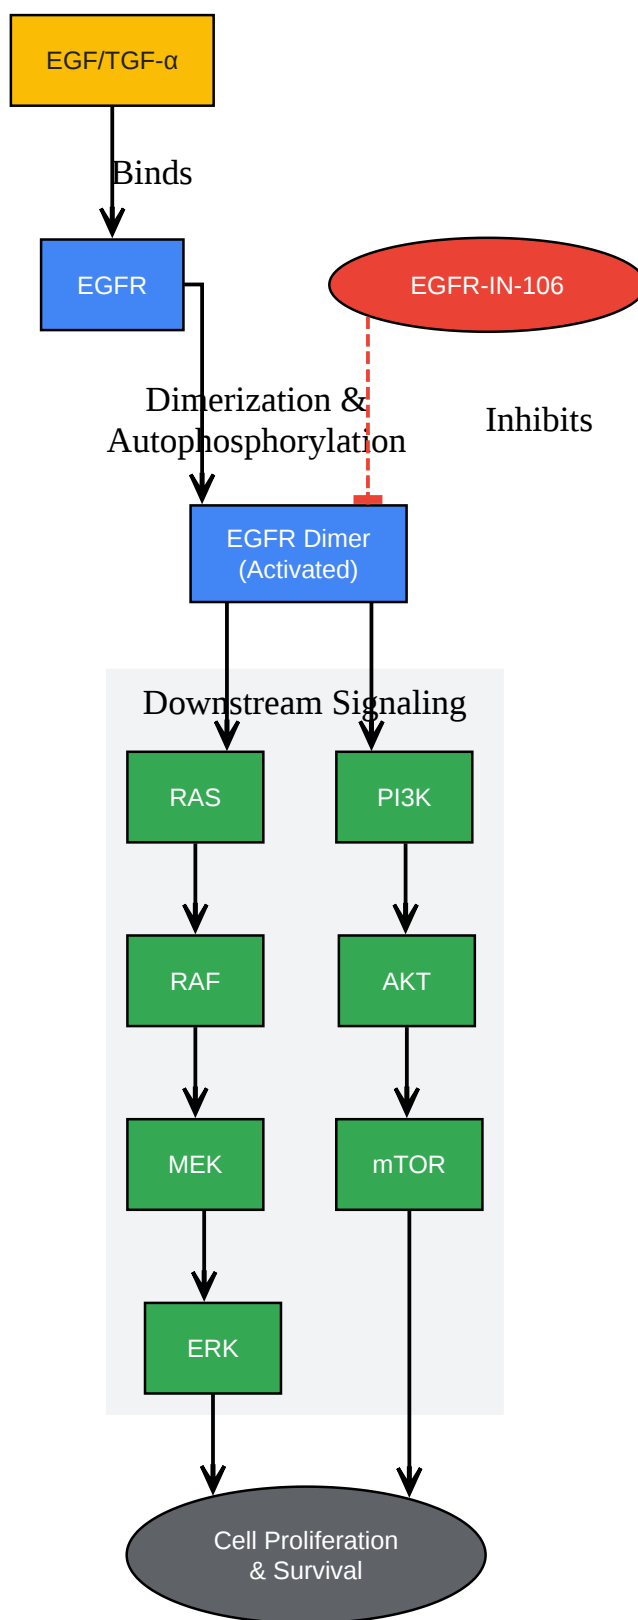 EGF/TGF-α
Binds
EGFR
EGFR-IN-106
Dimerization &
Autophosphorylation
Inhibits
EGFR Dimer
(Activated)
Downstream Signaling
RAS
PI3K
RAF
AKT
MEK
mTOR
ERK
Cell Proliferation
& Survival